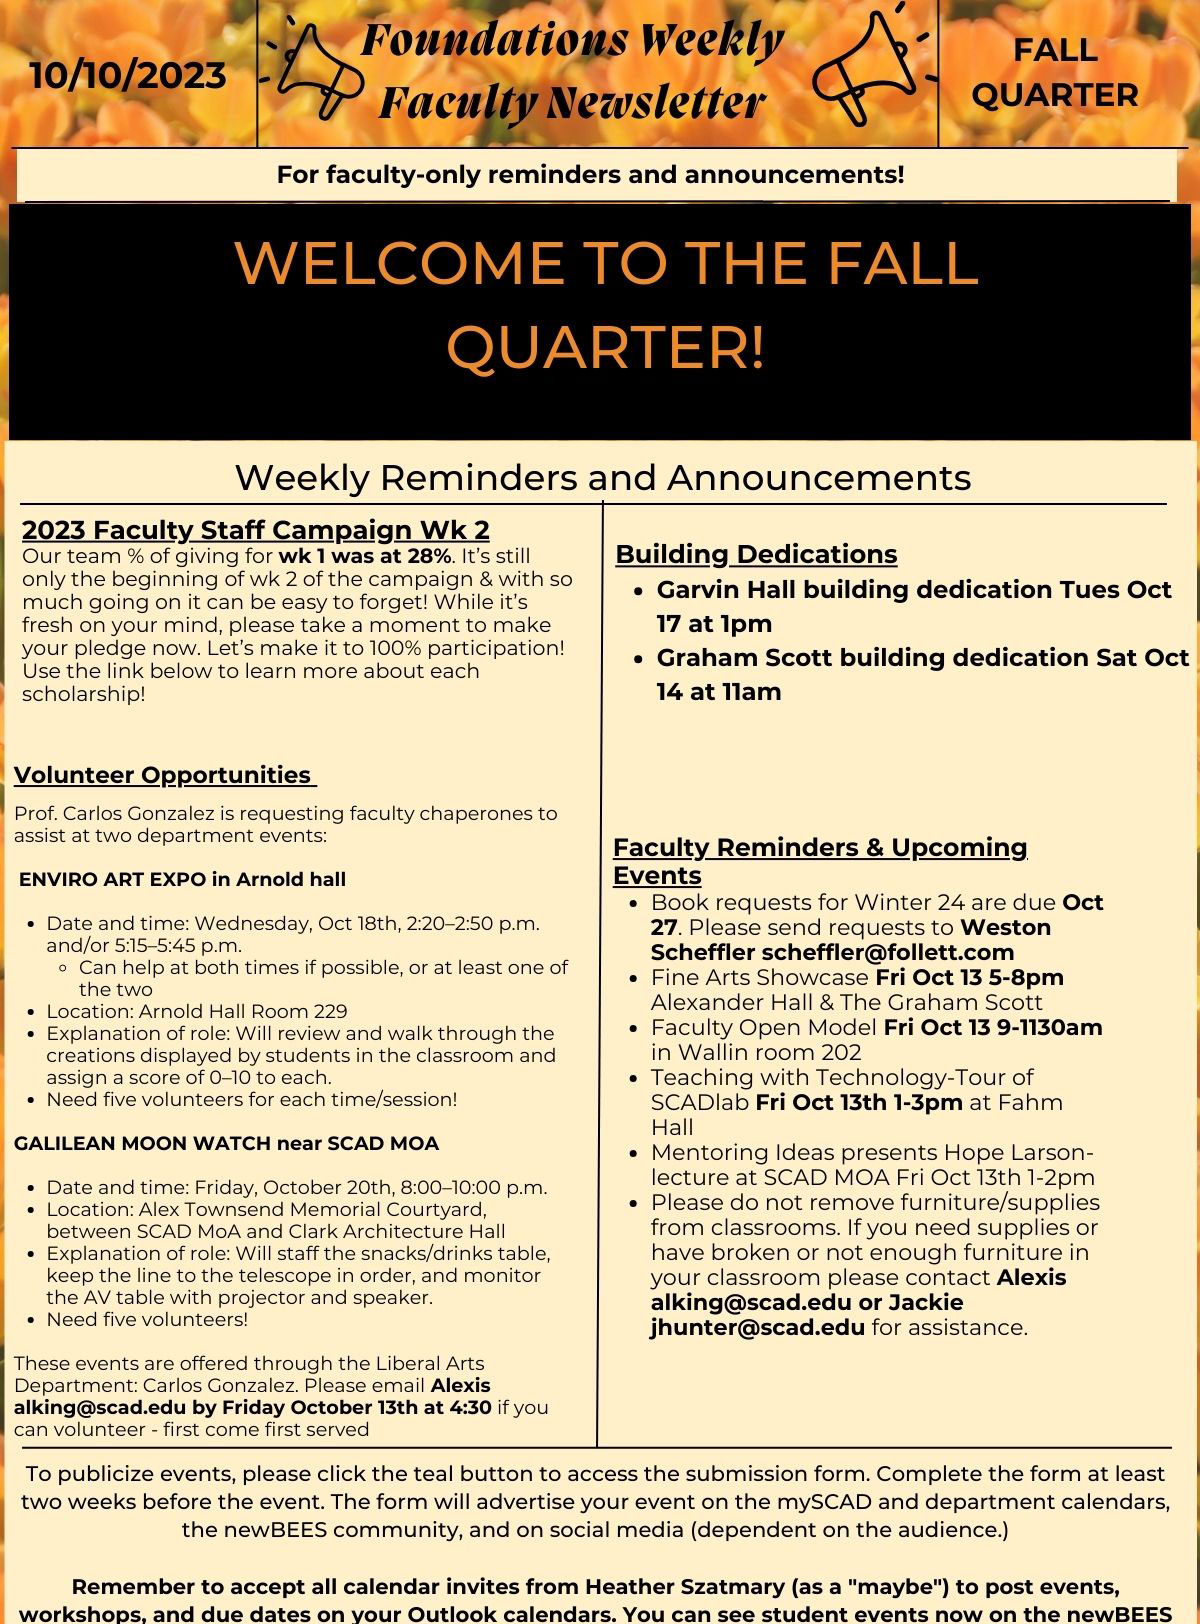 10/10/2023
Foundations Weekly
Faculty Newsletter
FALL
QUARTER
For faculty-only reminders and announcements!
WELCOME TO THE FALL
QUARTER!
Weekly Reminders and Announcements
2023 Faculty Staff Campaign Wk 2
Our team % of giving for wk 1 was at 28%. It's still
only the beginning of wk 2 of the campaign & with so
much going on it can be easy to forget! While it's
fresh on your mind, please take a moment to make
your pledge now. Let's make it to 100% participation!
Use the link below to learn more about each
scholarship!
Volunteer Opportunities
Prof. Carlos Gonzalez is requesting faculty chaperones to
assist at two department events:
ENVIRO ART EXPO in Arnold hall
• Date and time: Wednesday, Oct 18th, 2:20–2:50 p.m.
and/or 5:15–5:45 p.m.
◦ Can help at both times if possible, or at least one of
the two
• Location: Arnold Hall Room 229
• Explanation of role: Will review and walk through the
creations displayed by students in the classroom and
assign a score of 0–10 to each.
• Need five volunteers for each time/session!
GALILEAN MOON WATCH near SCAD MOA
• Date and time: Friday, October 20th, 8:00–10:00 p.m.
• Location: Alex Townsend Memorial Courtyard,
between SCAD MoA and Clark Architecture Hall
• Explanation of role: Will staff the snacks/drinks table,
keep the line to the telescope in order, and monitor
the AV table with projector and speaker.
• Need five volunteers!
These events are offered through the Liberal Arts
Department: Carlos Gonzalez. Please email Alexis
alking@scad.edu by Friday October 13th at 4:30 if you
can volunteer - first come first served
Building Dedications
• Garvin Hall building dedication Tues Oct
17 at 1pm
• Graham Scott building dedication Sat Oct
14 at 11am
Faculty Reminders & Upcoming
Events
• Book requests for Winter 24 are due Oct
27. Please send requests to Weston
Scheffler scheffler@follett.com
• Fine Arts Showcase Fri Oct 13 5-8pm
Alexander Hall & The Graham Scott
• Faculty Open Model Fri Oct 13 9-1130am
in Wallin room 202
• Teaching with Technology-Tour of
SCADlab Fri Oct 13th 1-3pm at Fahm
Hall
• Mentoring Ideas presents Hope Larson-
lecture at SCAD MOA Fri Oct 13th 1-2pm
• Please do not remove furniture/supplies
from classrooms. If you need supplies or
have broken or not enough furniture in
your classroom please contact Alexis
alking@scad.edu or Jackie
jhunter@scad.edu for assistance.
To publicize events, please click the teal button to access the submission form. Complete the form at least
two weeks before the event. The form will advertise your event on the mySCAD and department calendars,
the newBEES community, and on social media (dependent on the audience.)
Remember to accept all calendar invites from Heather Szatmary (as a "maybe") to post events,
workshops, and due dates on your Outlook calendars. You can see student events now on the newBEES